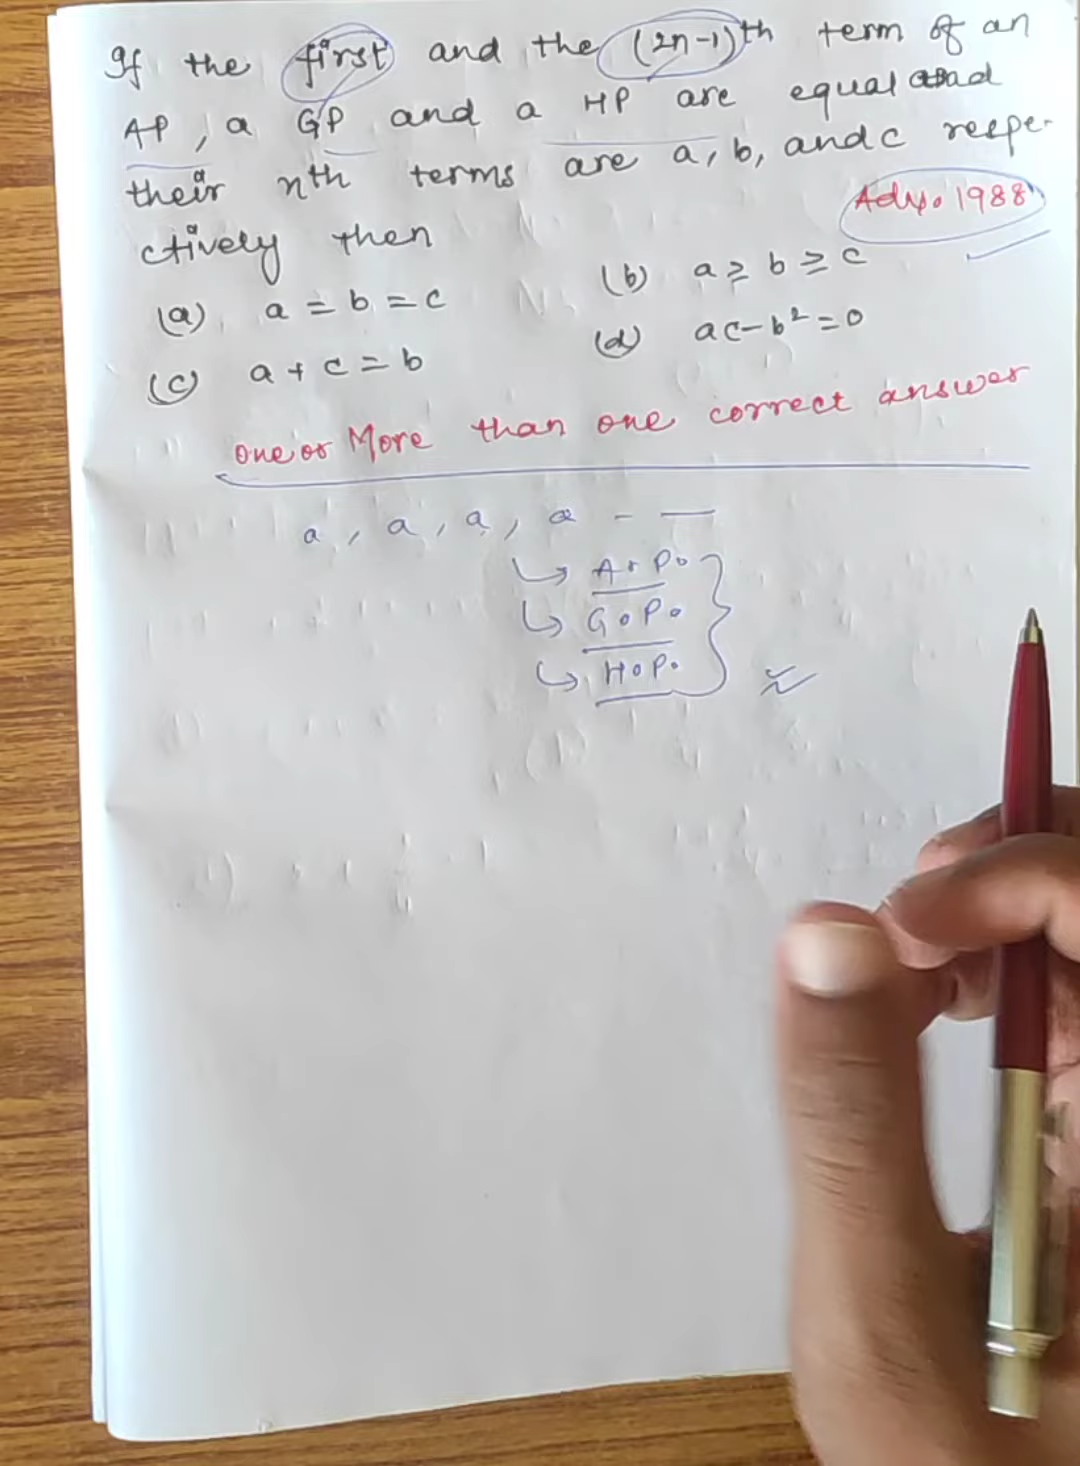 If the first and the (2n-1)th term of an
AP, a GP and a HP are equal and
their nth terms are a, b, and c respe-
ctively then
Adv. 1988
(a) a = b = c
(b) a ≥ b ≥ c
(c) a + c = b
(d) ac - b² = 0
one or More than one correct answer
a, a, a, a - —
↳ A.P.
↳ G.P.
↳ H.P.